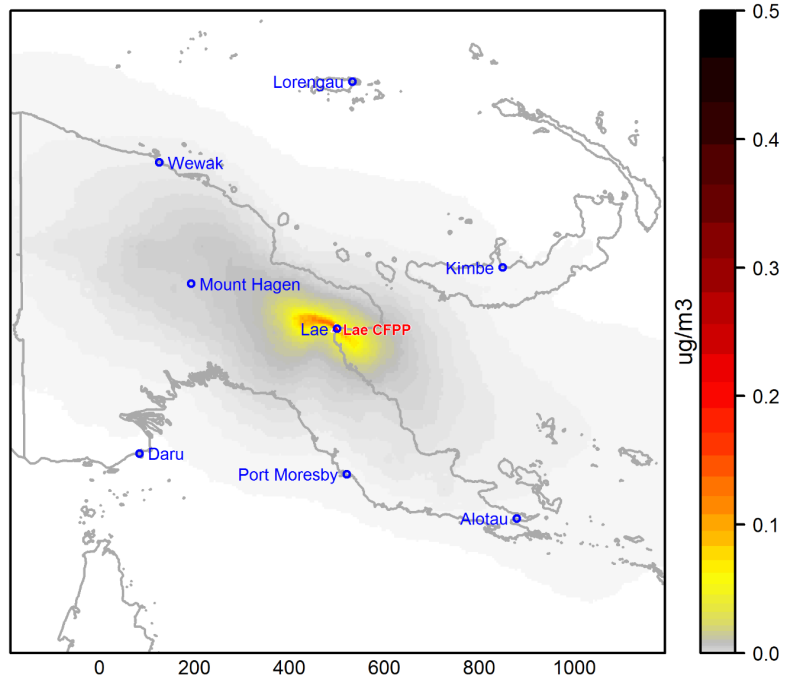 0.5
Lorengau
0.4
Wewak
0.3
Kimbe
Mount Hagen
Lae
Lae CFPP
ug/m3
0.2
Daru
Port Moresby
0.1
Alotau
0.0
0 200 400 600 800 1000